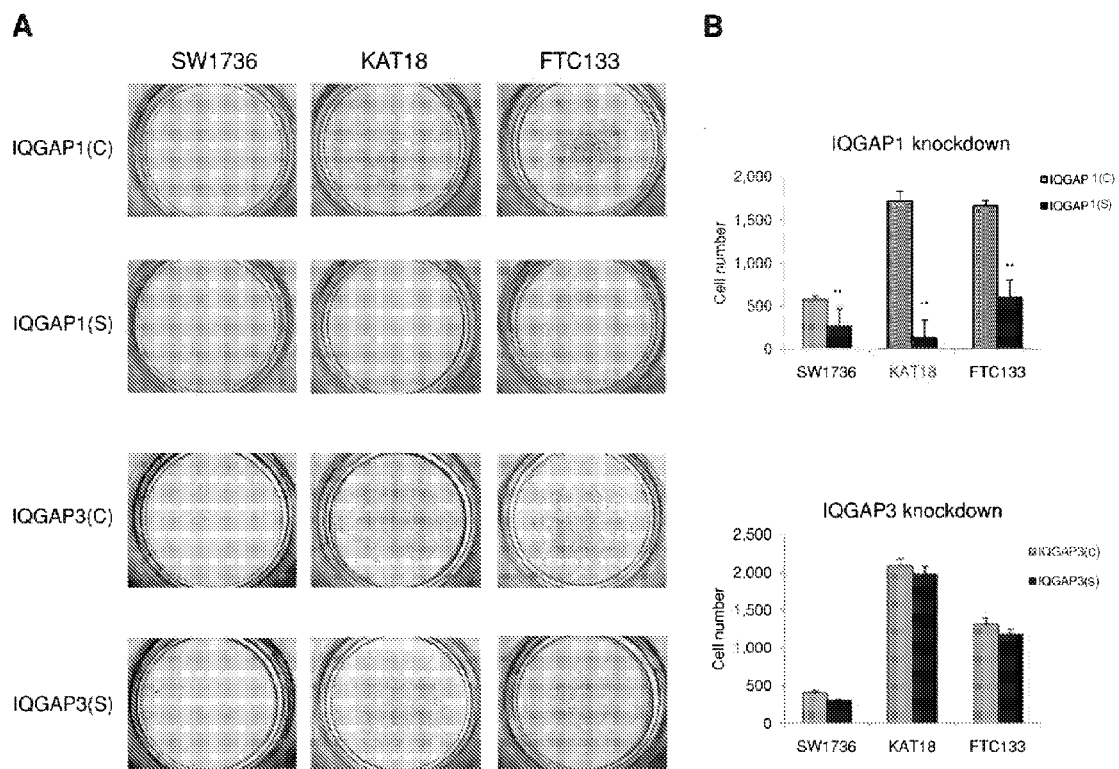 A
B
SW1736 KAT18 FTC133
IQGAP1(C)
IQGAP1(S)
IQGAP3(C)
IQGAP3(S)
IQGAP1 knockdown
IQGAP1(C)
IQGAP1(S)
Cell number
2,000
1,500
1,000
500
0
**
**
**
SW1736 KAT18 FTC133
IQGAP3 knockdown
IQGAP3(C)
IQGAP3(S)
Cell number
2,500
2,000
1,500
1,000
500
0
SW1736 KAT18 FTC133